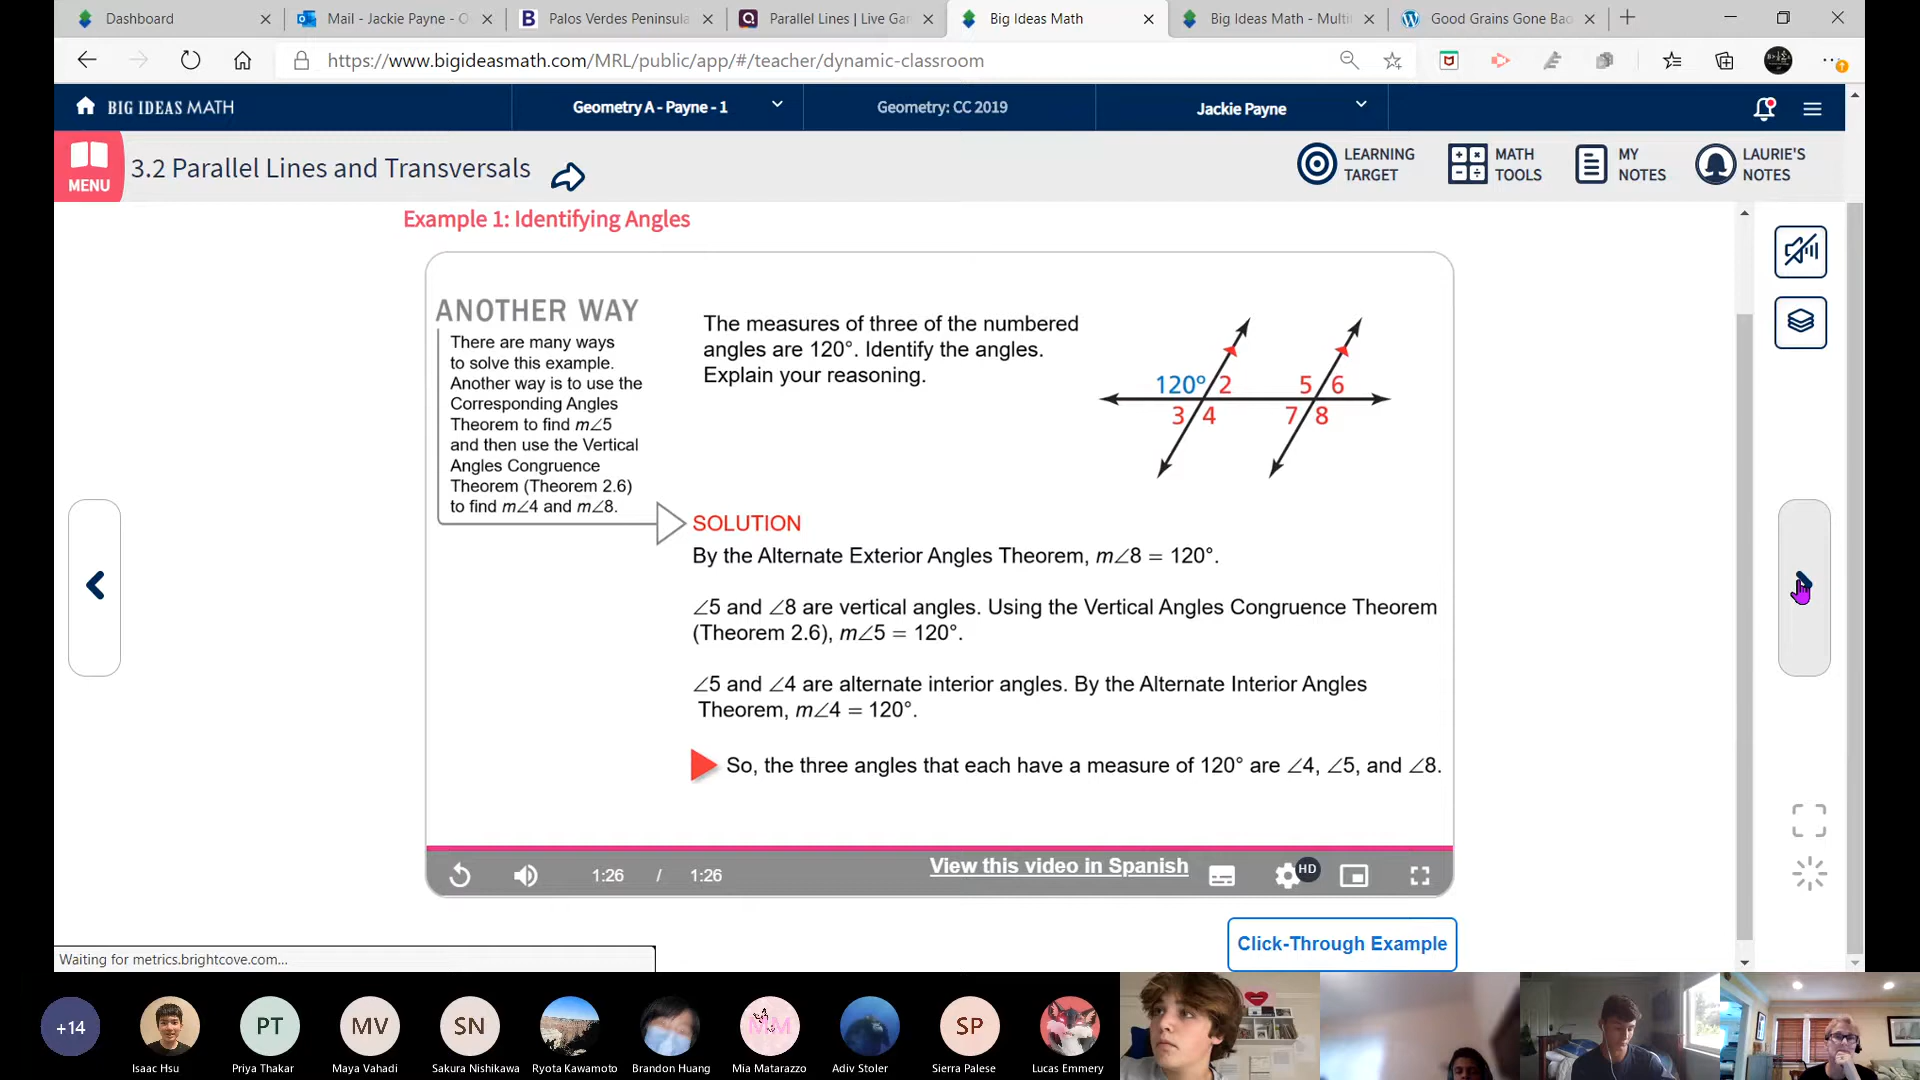 Dashboard
Mail - Jackie Payne - O
Palos Verdes Peninsula
Parallel Lines | Live Gam
Big Ideas Math
Big Ideas Math - Multi
Good Grains Gone Bad
https://www.bigideasmath.com/MRL/public/app/#/teacher/dynamic-classroom
BIG IDEAS MATH
Geometry A - Payne - 1
Geometry: CC 2019
Jackie Payne
MENU
3.2 Parallel Lines and Transversals
LEARNING
TARGET
MATH
TOOLS
MY
NOTES
LAURIE'S
NOTES
Example 1: Identifying Angles
ANOTHER WAY
There are many ways
to solve this example.
Another way is to use the
Corresponding Angles
Theorem to find m∠5
and then use the Vertical
Angles Congruence
Theorem (Theorem 2.6)
to find m∠4 and m∠8.
The measures of three of the numbered
angles are 120°. Identify the angles.
Explain your reasoning.
120° 2 5 6
3 4 7 8
SOLUTION
By the Alternate Exterior Angles Theorem, m∠8 = 120°.
∠5 and ∠8 are vertical angles. Using the Vertical Angles Congruence Theorem
(Theorem 2.6), m∠5 = 120°.
∠5 and ∠4 are alternate interior angles. By the Alternate Interior Angles
Theorem, m∠4 = 120°.
So, the three angles that each have a measure of 120° are ∠4, ∠5, and ∠8.
1:26 / 1:26
View this video in Spanish
HD
Click-Through Example
Waiting for metrics.brightcove.com...
+14
PT
MV
SN
MM
SP
Isaac Hsu
Priya Thakar
Maya Vahadi
Sakura Nishikawa
Ryota Kawamoto
Brandon Huang
Mia Matarazzo
Adiv Stoler
Sierra Palese
Lucas Emmery